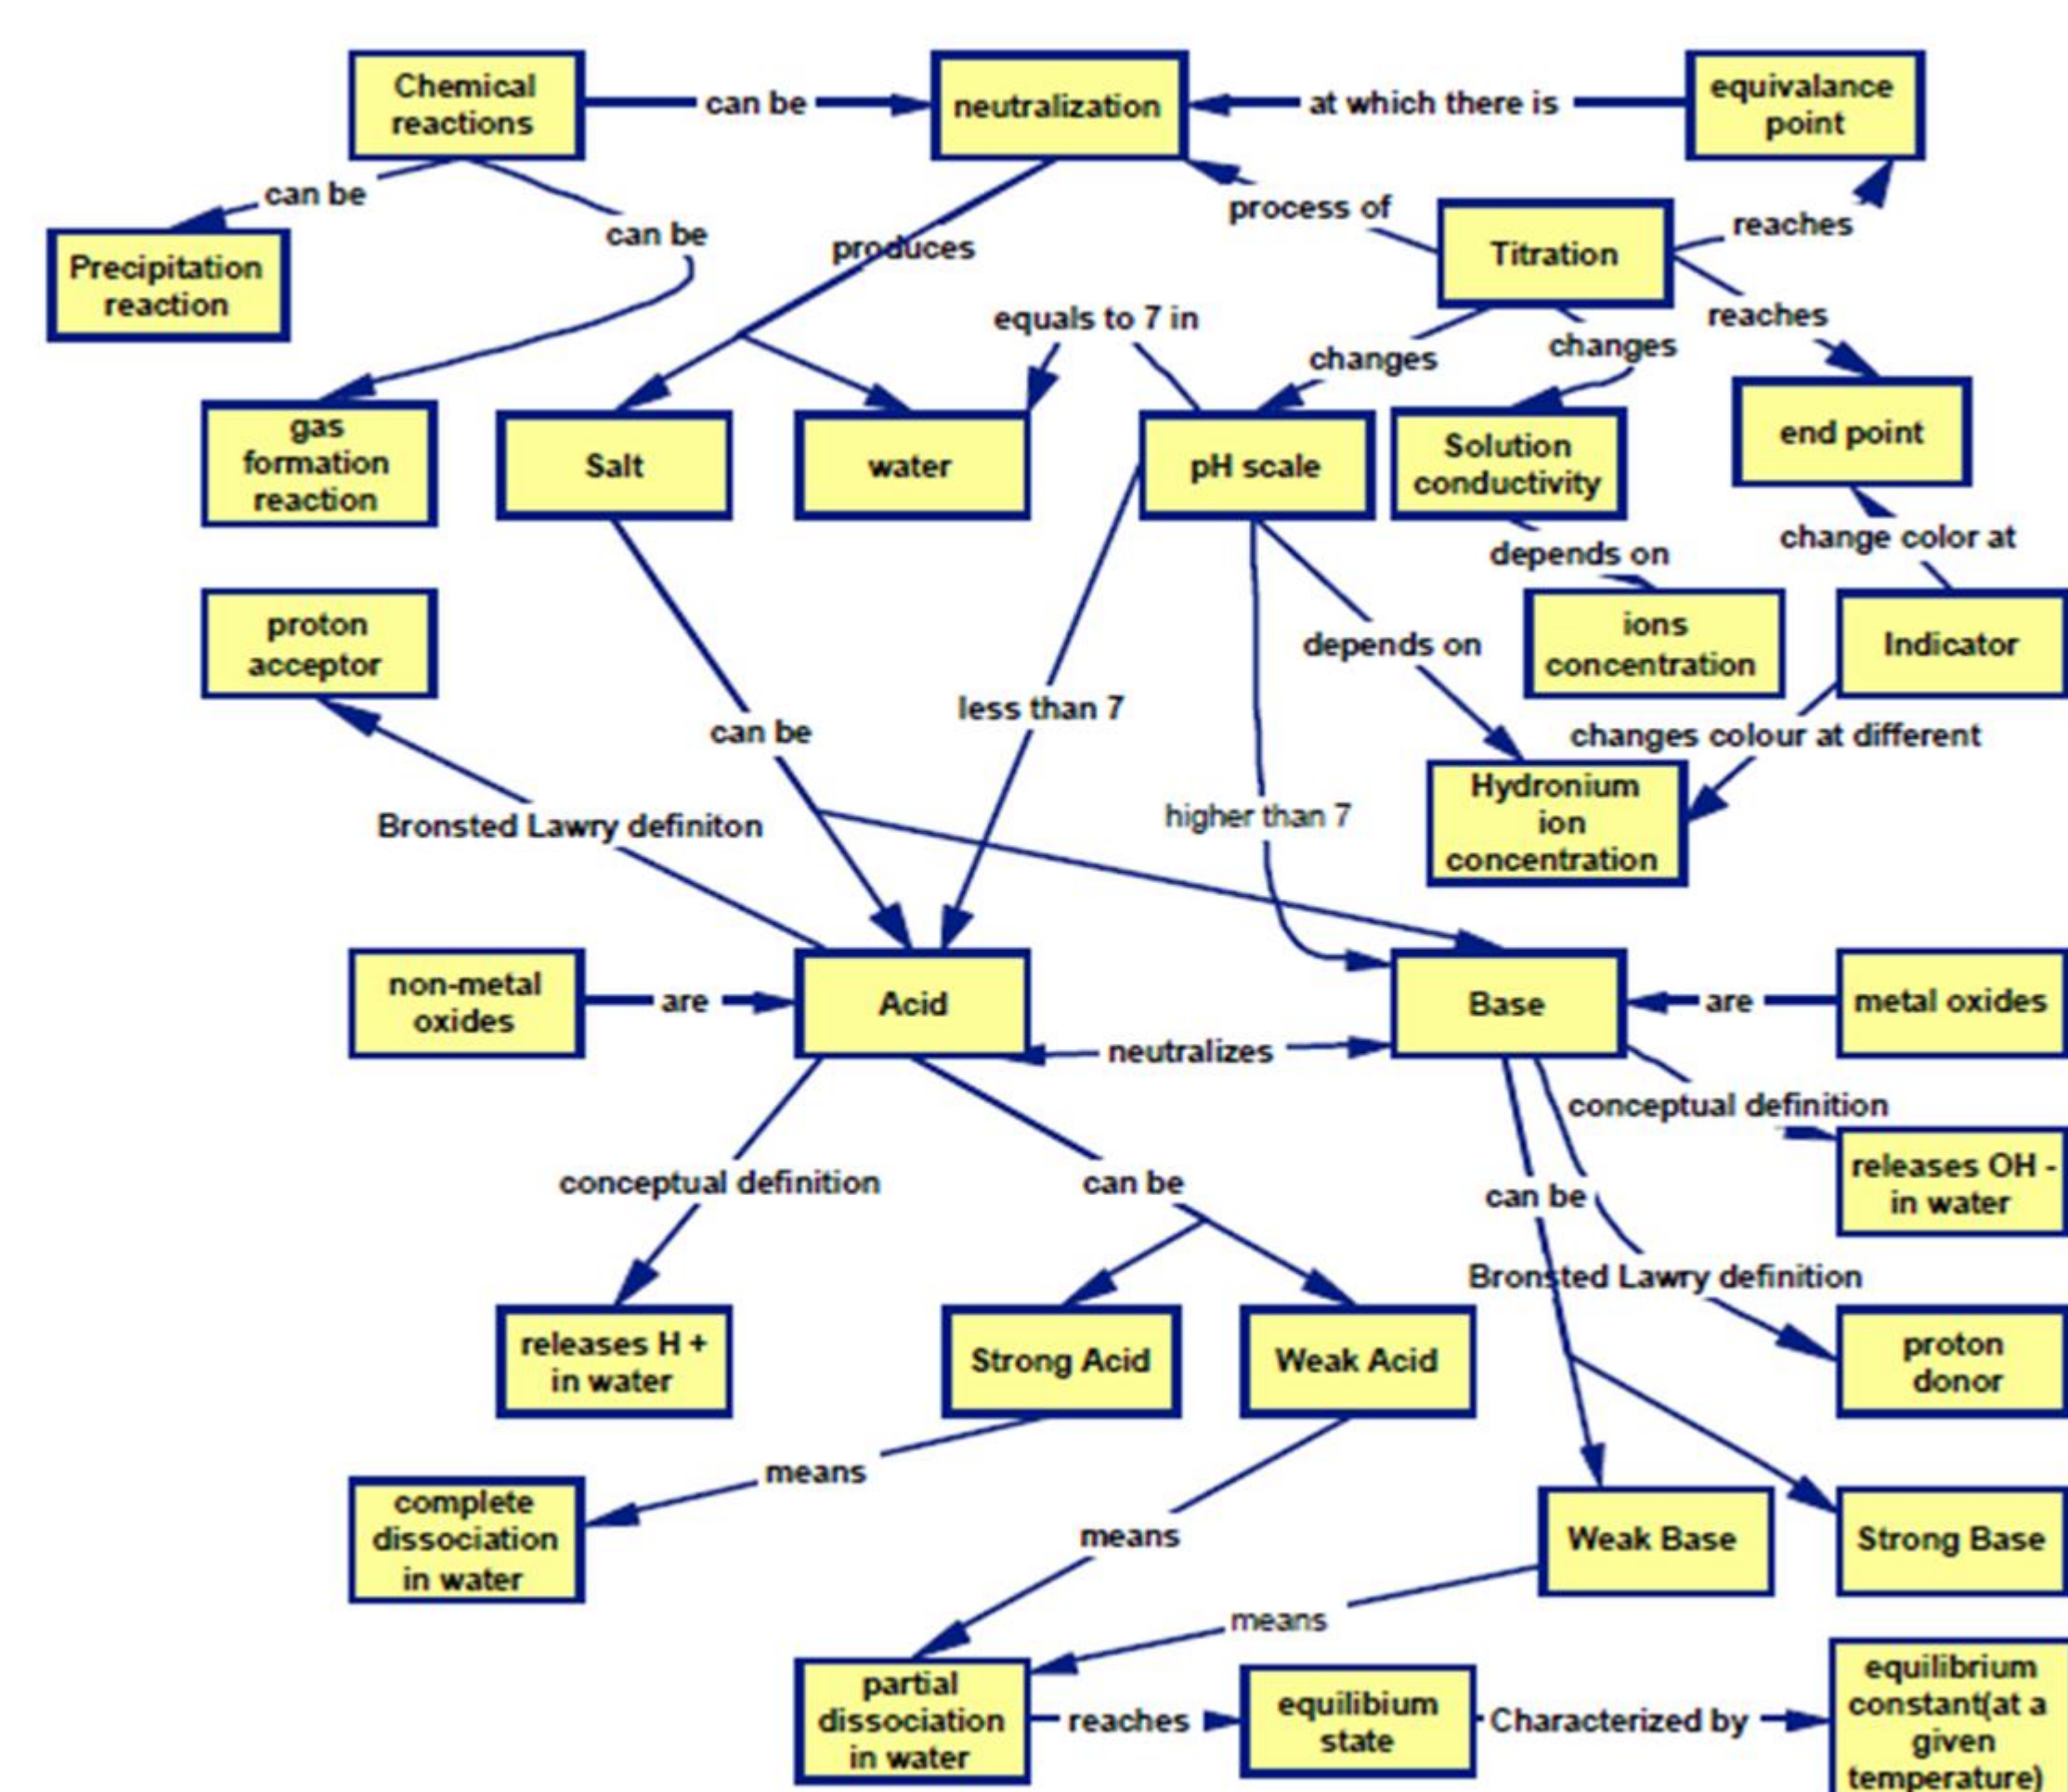 Chemical
reactions
can be
neutralization
at which there is
equivalance
point
can be
can be
process of
Titration
reaches
Precipitation
reaction
produces
equals to 7 in
changes
changes
reaches
gas
formation
reaction
Salt
water
pH scale
Solution
conductivity
end point
depends on
change color at
proton
acceptor
ions
concentration
Indicator
depends on
less than 7
can be
changes colour at different
Hydronium
ion
concentration
higher than 7
Bronsted Lawry definiton
non-metal
oxides
are
Acid
neutralizes
Base
are
metal oxides
conceptual definition
releases OH -
in water
conceptual definition
can be
can be
Bronsted Lawry definition
releases H +
in water
Strong Acid
Weak Acid
proton
donor
means
complete
dissociation
in water
means
Weak Base
Strong Base
means
partial
dissociation
in water
reaches
equilibium
state
Characterized by
equilibrium
constant(at a
given
temperature)